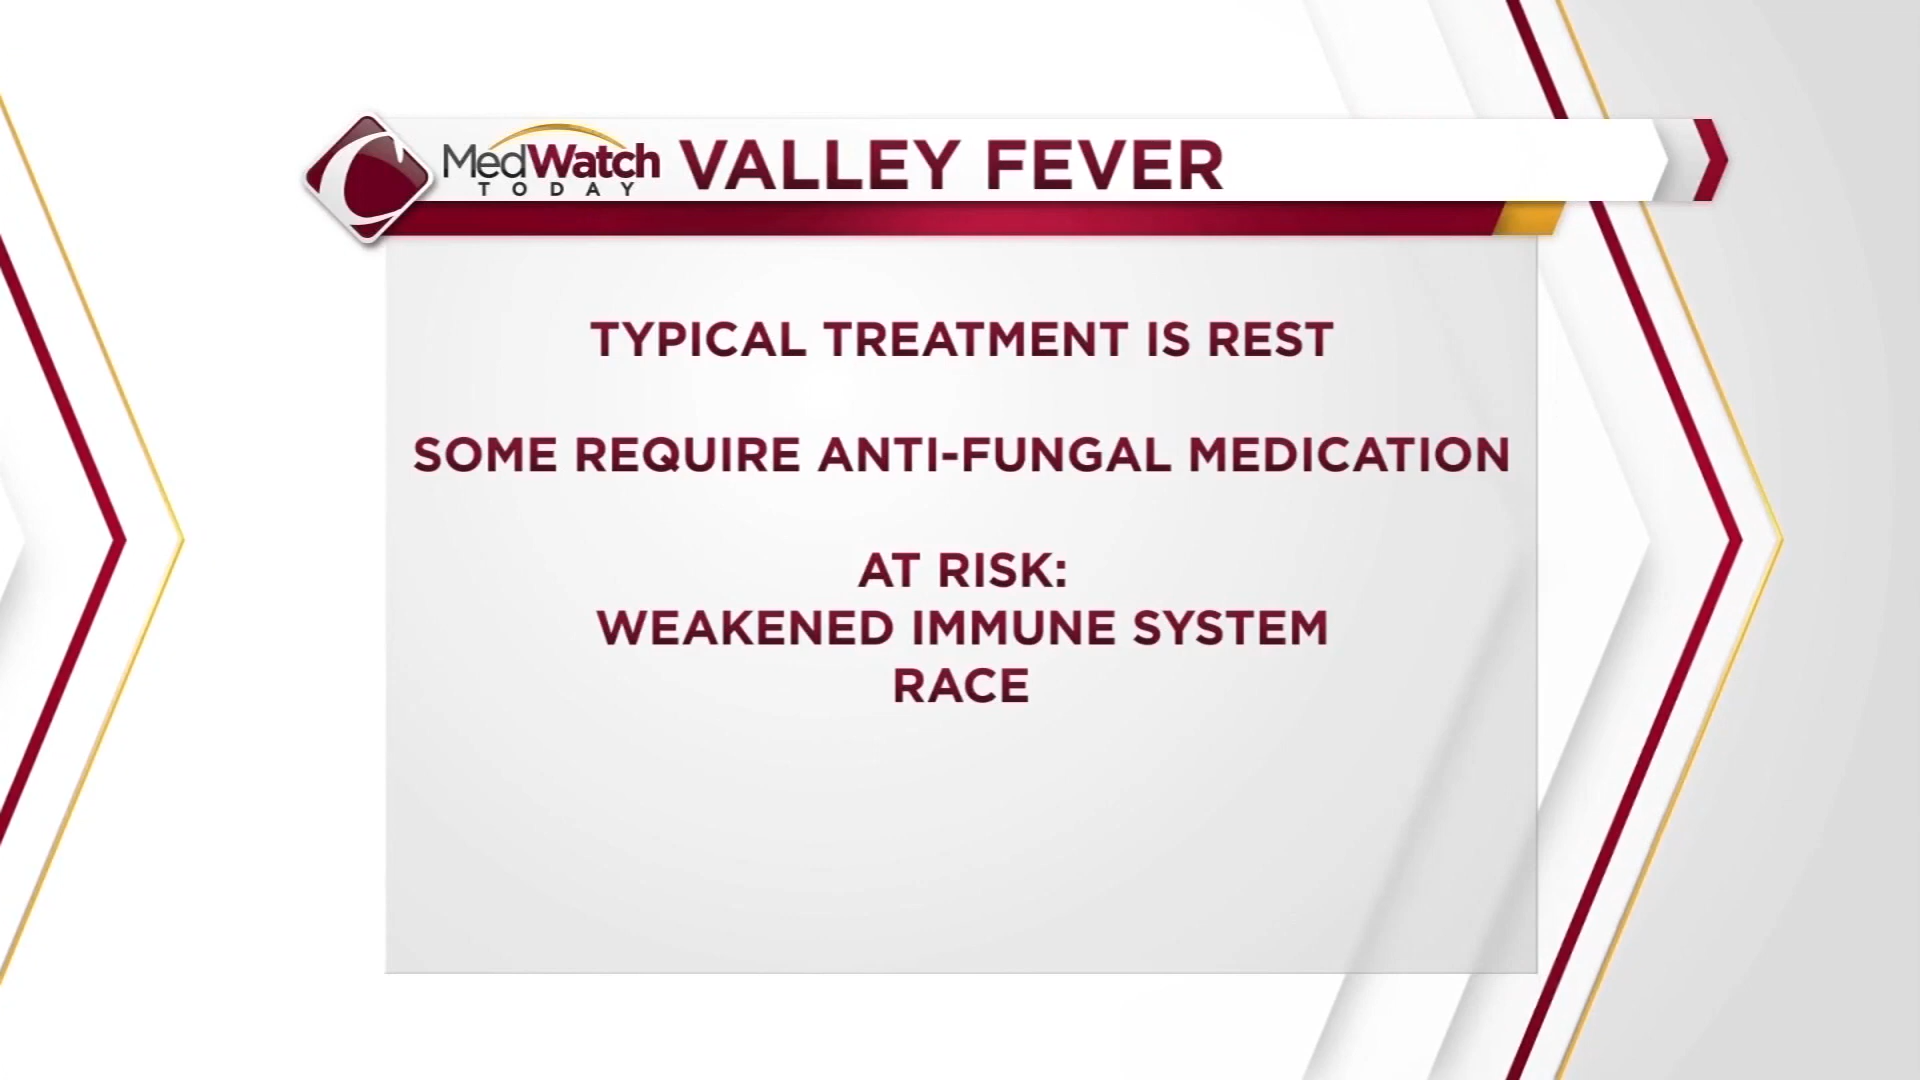 MedWatch
TODAY
VALLEY FEVER
TYPICAL TREATMENT IS REST
SOME REQUIRE ANTI-FUNGAL MEDICATION
AT RISK:
WEAKENED IMMUNE SYSTEM
RACE